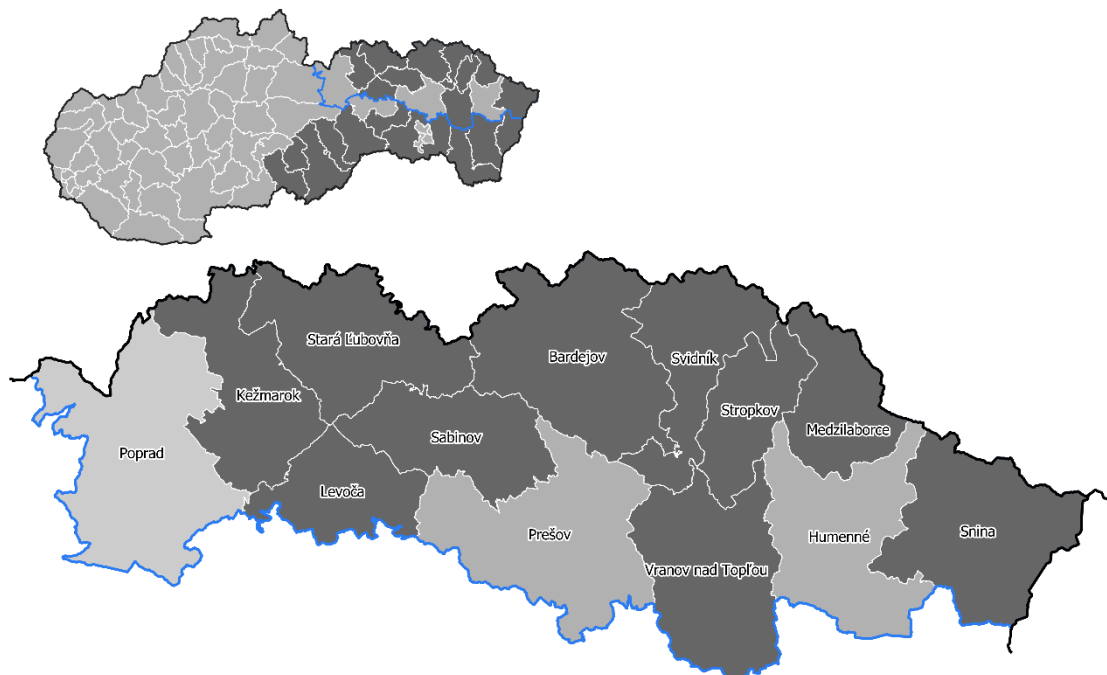 Stará Ľubovňa
Bardejov
Svidník
Kežmarok
Stropkov
Medzilaborce
Sabinov
Poprad
Levoča
Prešov
Humenné
Snina
Vranov nad Topľou